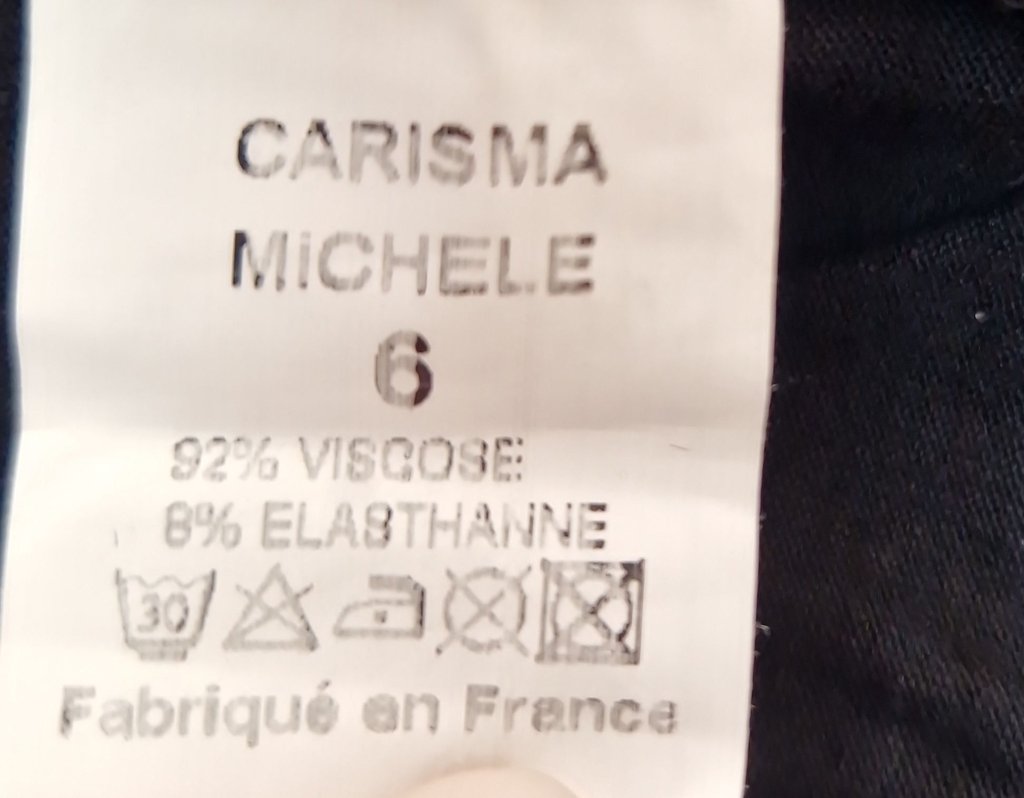 CARISMA
MiCHELE
6
92% VISCOSE
8% ELASTHANNE
30
Fabriqué en France